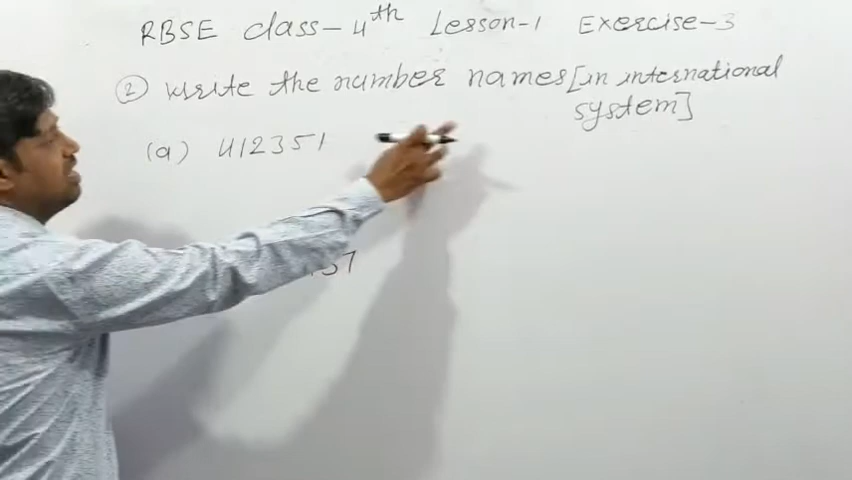 RBSE class-4th Lesson-1 Exercise-3
② Write the number names [in international
system]
(a) 412351